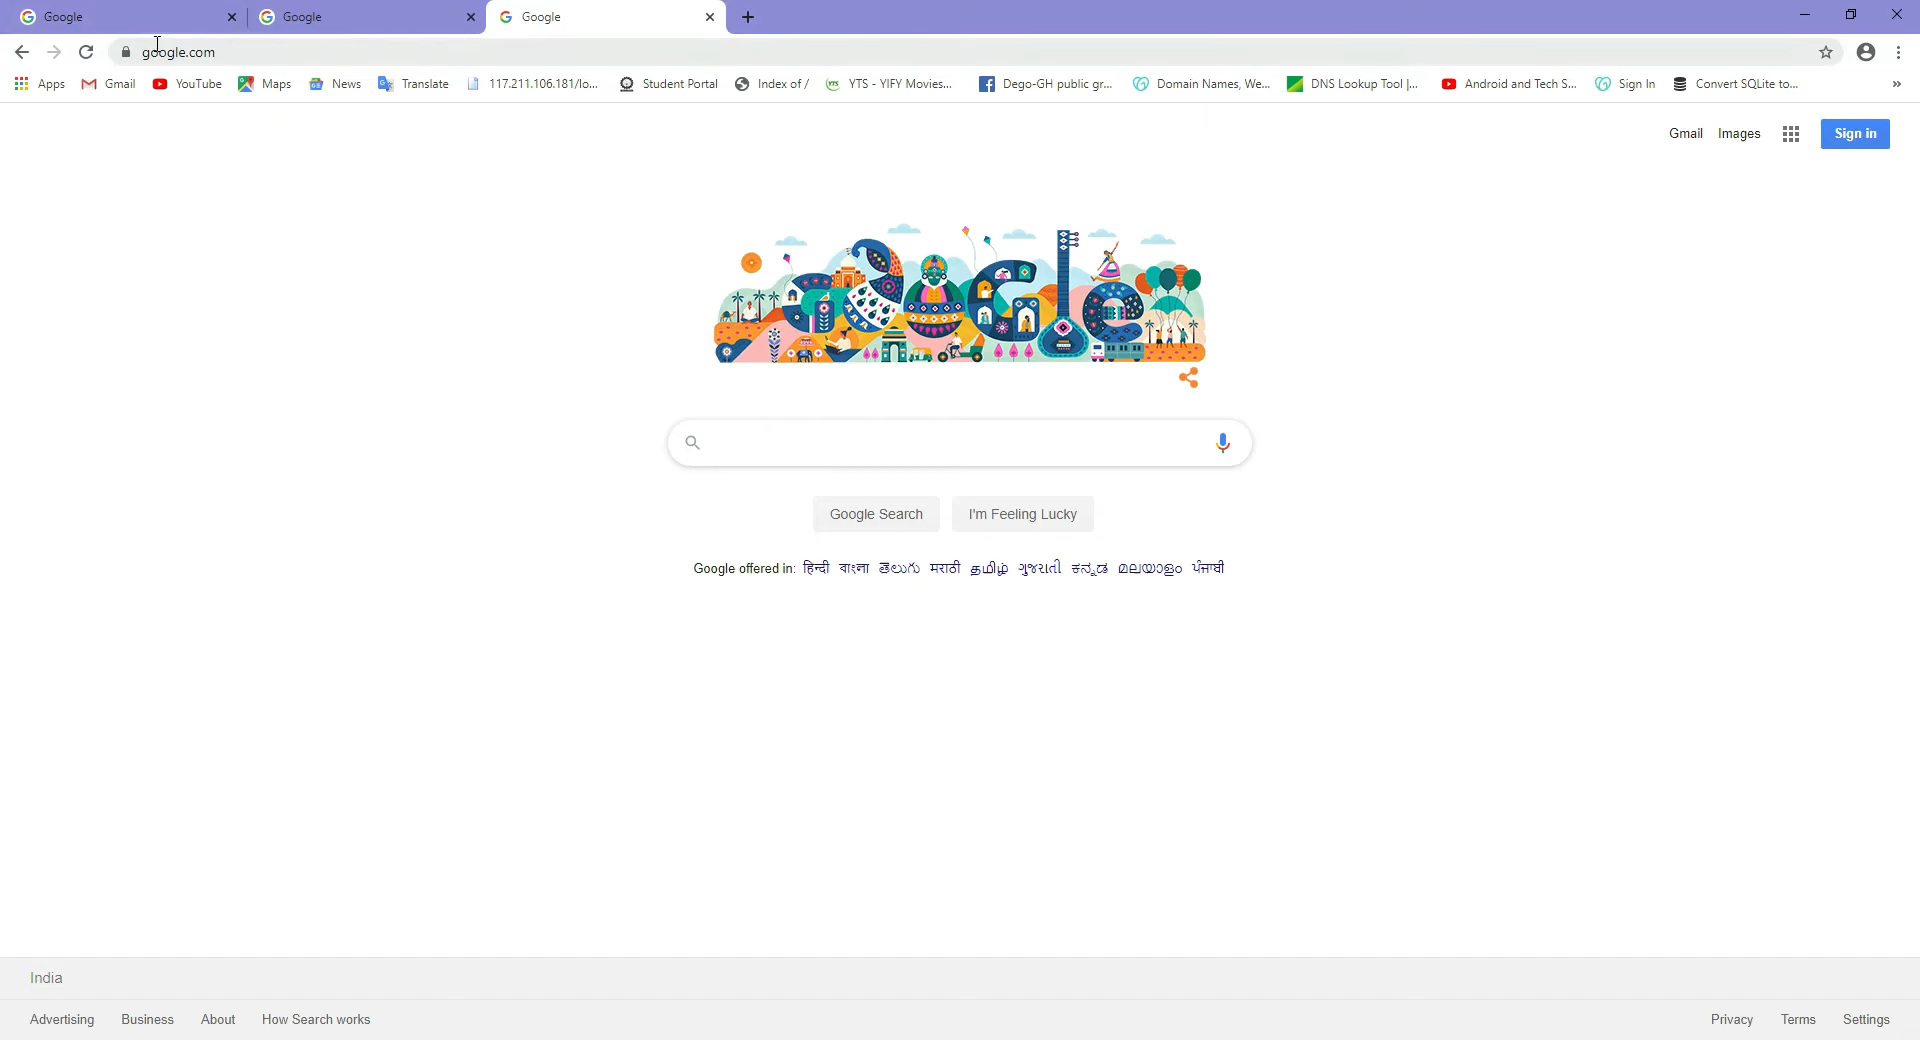 Google Google Google
google.com
Apps Gmail YouTube Maps News Translate 117.211.106.181/lo... Student Portal Index of / YTS - YIFY Movies... Dego-GH public gr... Domain Names, We... DNS Lookup Tool |... Android and Tech S... Sign In Convert SQLite to... »
Gmail Images Sign in
Google Search I'm Feeling Lucky
Google offered in: हिन्दी বাংলা తెలుగు मराठी தமிழ் ગુજરાતી ಕನ್ನಡ മലയാളം ਪੰਜਾਬੀ
India
Advertising Business About How Search works Privacy Terms Settings